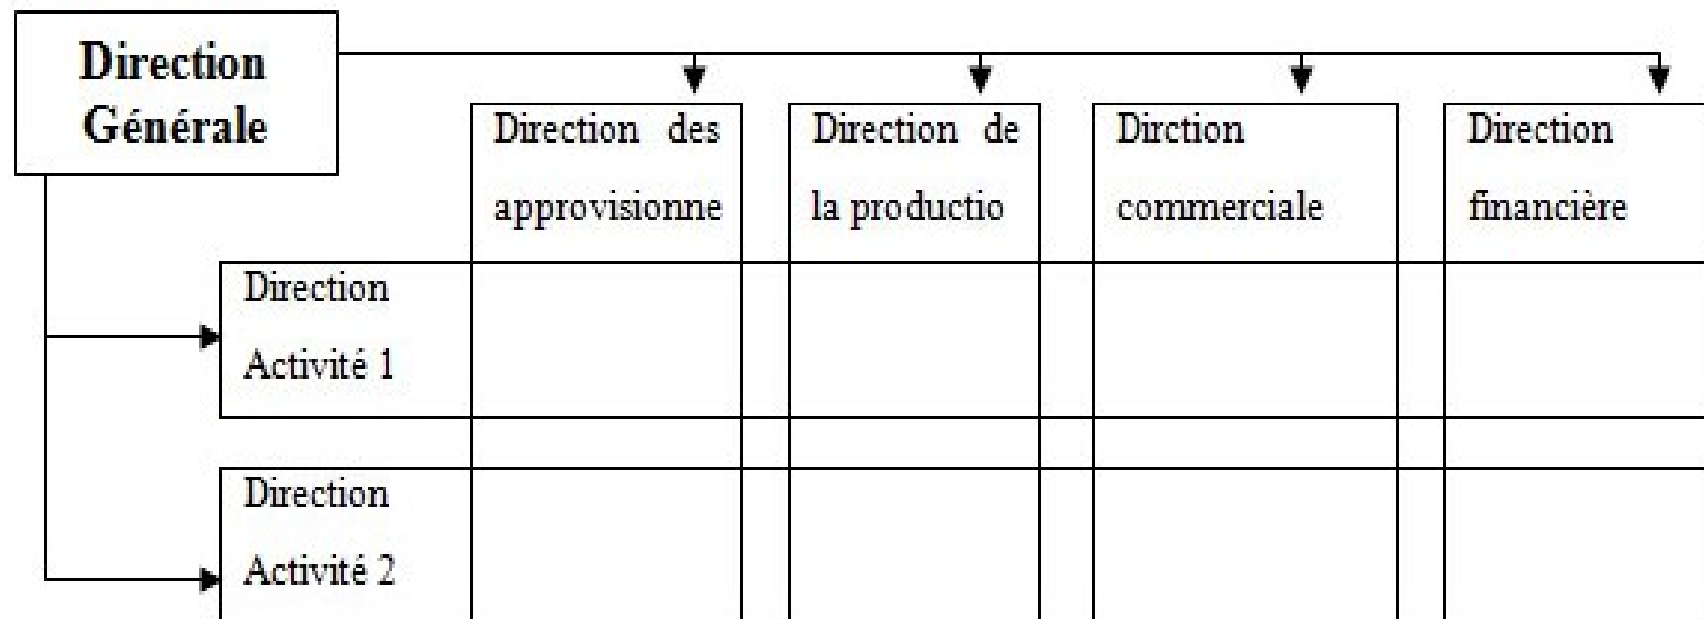 Direction
Générale
Direction des
approvisionne
Direction de
la productio
Dirction
commerciale
Direction
financière
Direction
Activité 1
Direction
Activité 2